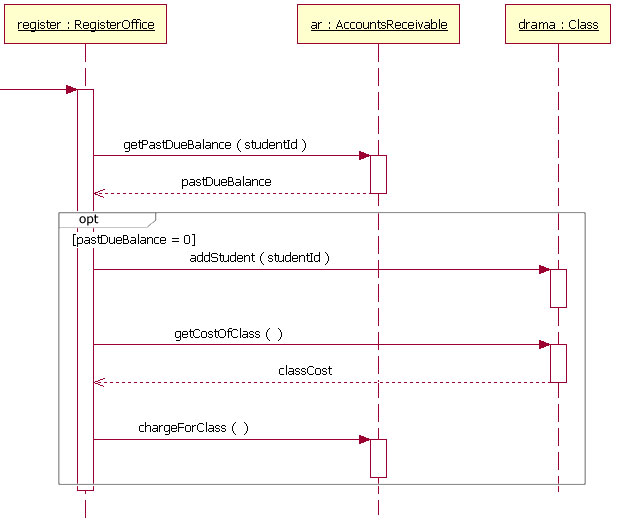 register : RegisterOffice
ar : AccountsReceivable
drama : Class
getPastDueBalance ( studentId )
pastDueBalance
opt
[pastDueBalance = 0]
addStudent ( studentId )
getCostOfClass (  )
classCost
chargeForClass (  )